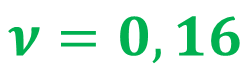 ν = 0,16